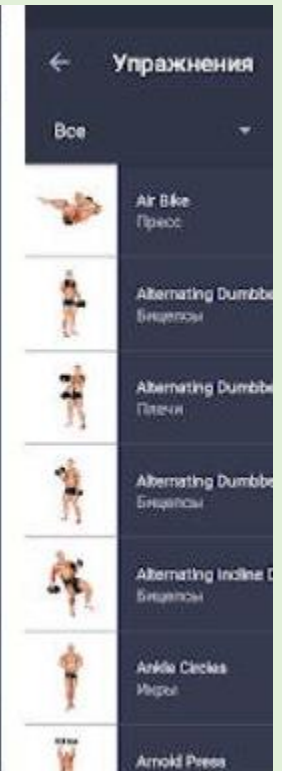 Упражнения
Все
Air Bike
Пресс
Alternating Dumbbe
Бицепсы
Alternating Dumbbe
Плечи
Alternating Dumbbe
Бицепсы
Alternating Incline D
Бицепсы
Ankle Circles
Икры
Arnold Press